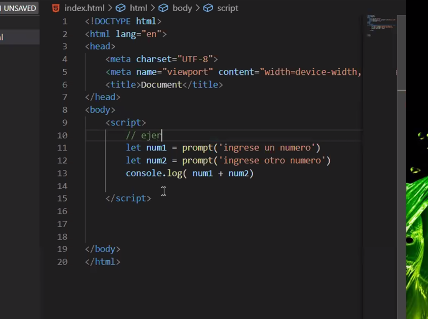 UNSAVED
index.html > html > body > script
1 <!DOCTYPE html>
2 <html lang="en">
3 <head>
4 <meta charset="UTF-8">
5 <meta name="viewport" content="width=device-width,
6 <title>Document</title>
7 </head>
8 <body>
9 <script>
10 // ejer
11 let num1 = prompt('ingrese un numero')
12 let num2 = prompt('ingrese otro numero')
13 console.log( num1 + num2)
14
15 </script>
16
17
18
19 </body>
20 </html>